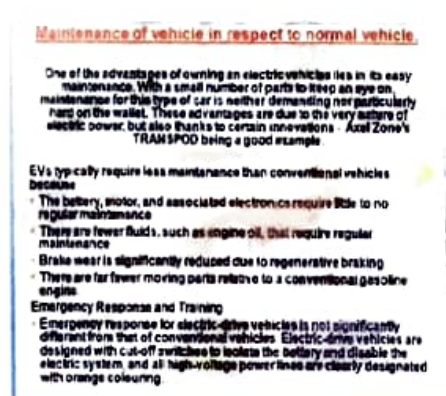 Maintenance of vehicle in respect to normal vehicle.
One of the advantages of owning an electric vehicles lies in its easy
maintenance. With a small number of parts to keep an eye on,
maintenance for this type of car is neither demanding nor particularly
hard on the wallet. These advantages are due to the very nature of
electric power, but also thanks to certain innovations - Axel Zone's
TRANSPOD being a good example.
EVs typically require less maintenance than conventional vehicles
because
The battery, motor, and associated electronics require little to no
regular maintenance
There are fewer fluids, such as engine oil, that require regular
maintenance
Brake wear is significantly reduced due to regenerative braking
There are far fewer moving parts relative to a conventional gasoline
engine.
Emergency Response and Training
Emergency response for electric-drive vehicles is not significantly
different from that of conventional vehicles. Electric-drive vehicles are
designed with cut-off switches to isolate the battery and disable the
electric system, and all high-voltage power lines are clearly designated
with orange colouring.